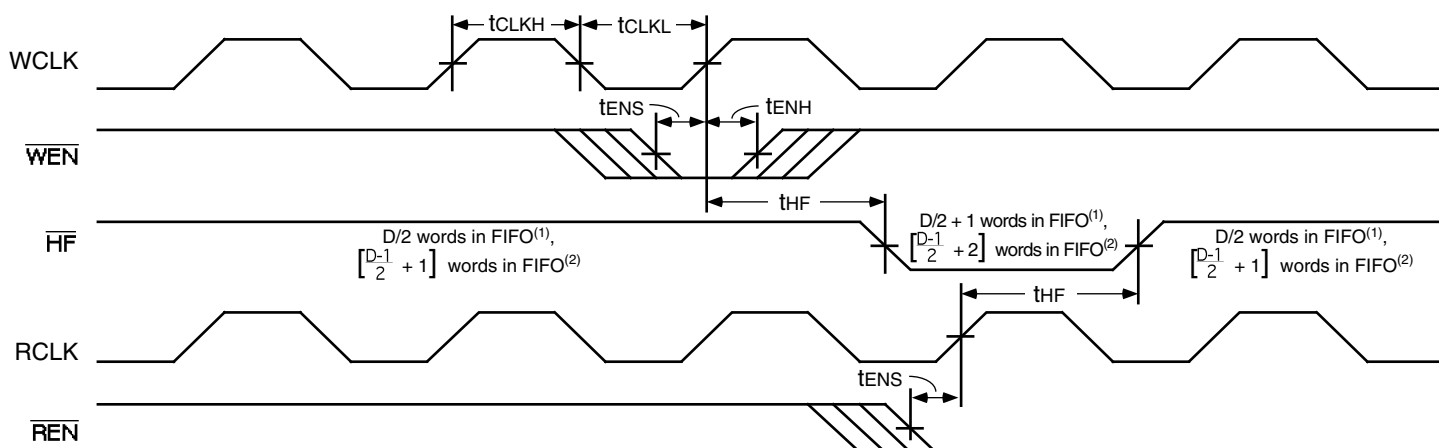 tCLKH
tCLKL
WCLK
tENS
tENH
WEN
tHF
HF
D/2 words in FIFO(1),
[D-1/2 + 1] words in FIFO(2)
D/2 + 1 words in FIFO(1),
[D-1/2 + 2] words in FIFO(2)
D/2 words in FIFO(1),
[D-1/2 + 1] words in FIFO(2)
tHF
RCLK
tENS
REN